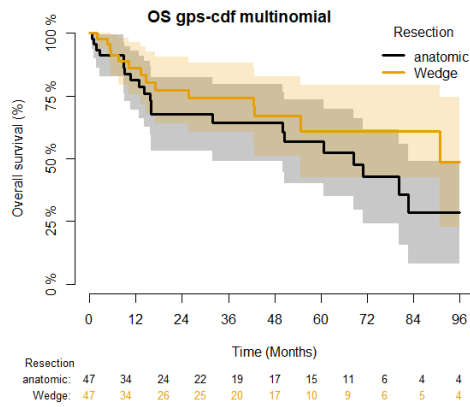 OS gps-cdf multinomial
Resection
anatomic
Wedge
Overall survival (%)
100 %
75 %
50 %
25 %
0 %
0 12 24 36 48 60 72 84 96
Time (Months)
Resection
anatomic: 47 34 24 22 19 17 15 11 6 4 4
Wedge: 47 34 26 25 20 17 10 9 6 5 4